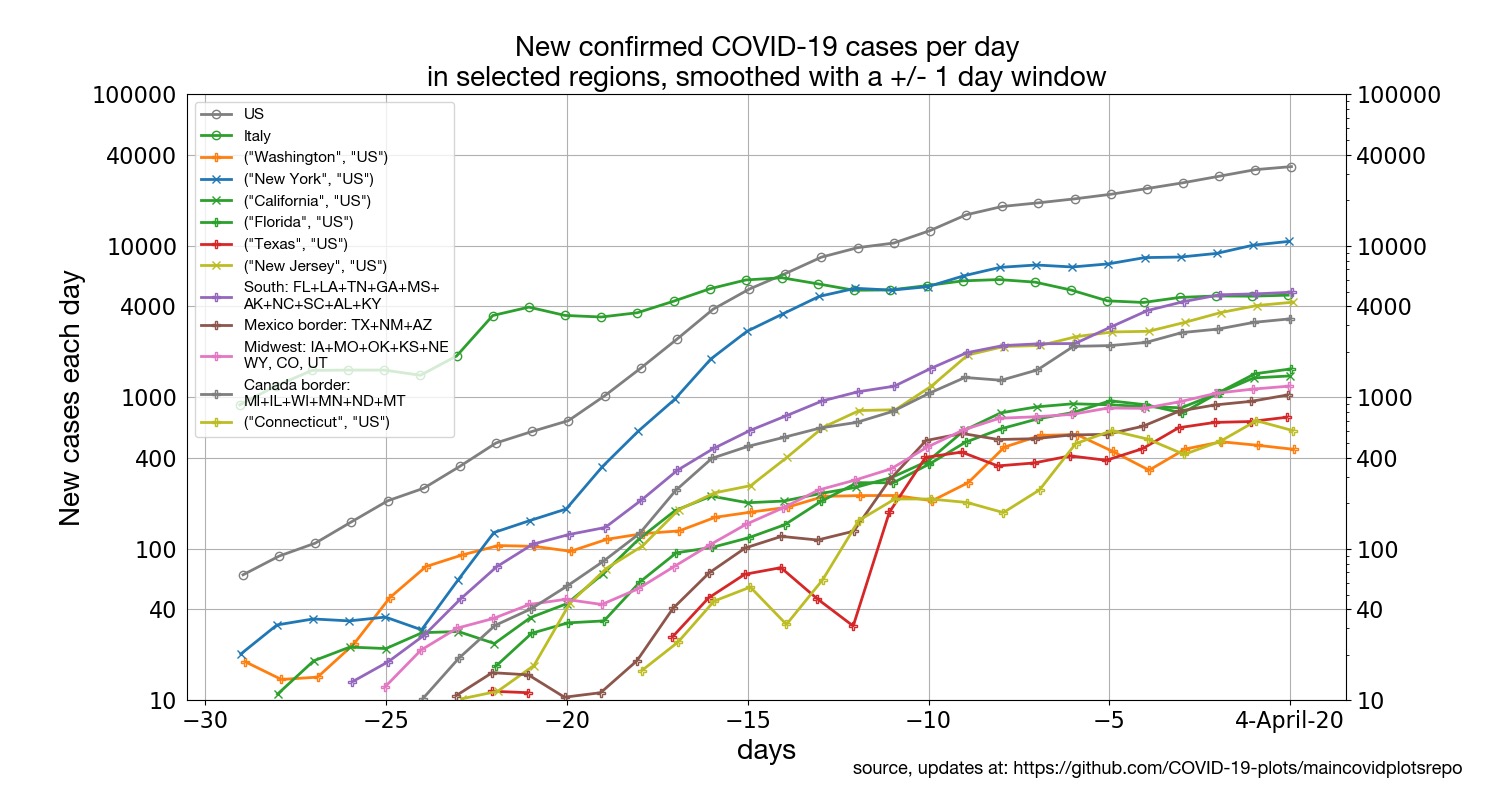 New confirmed COVID-19 cases per day
in selected regions, smoothed with a +/- 1 day window
100000
40000
10000
4000
1000
400
100
40
10
New cases each day
US
Italy
("Washington", "US")
("New York", "US")
("California", "US")
("Florida", "US")
("Texas", "US")
("New Jersey", "US")
South: FL+LA+TN+GA+MS+
AK+NC+SC+AL+KY
Mexico border: TX+NM+AZ
Midwest: IA+MO+OK+KS+NE
WY, CO, UT
Canada border:
MI+IL+WI+MN+ND+MT
("Connecticut", "US")
100000
40000
10000
4000
1000
400
100
40
10
−30
−25
−20
−15
−10
−5
4-April-20
days
source, updates at: https://github.com/COVID-19-plots/maincovidplotsrepo